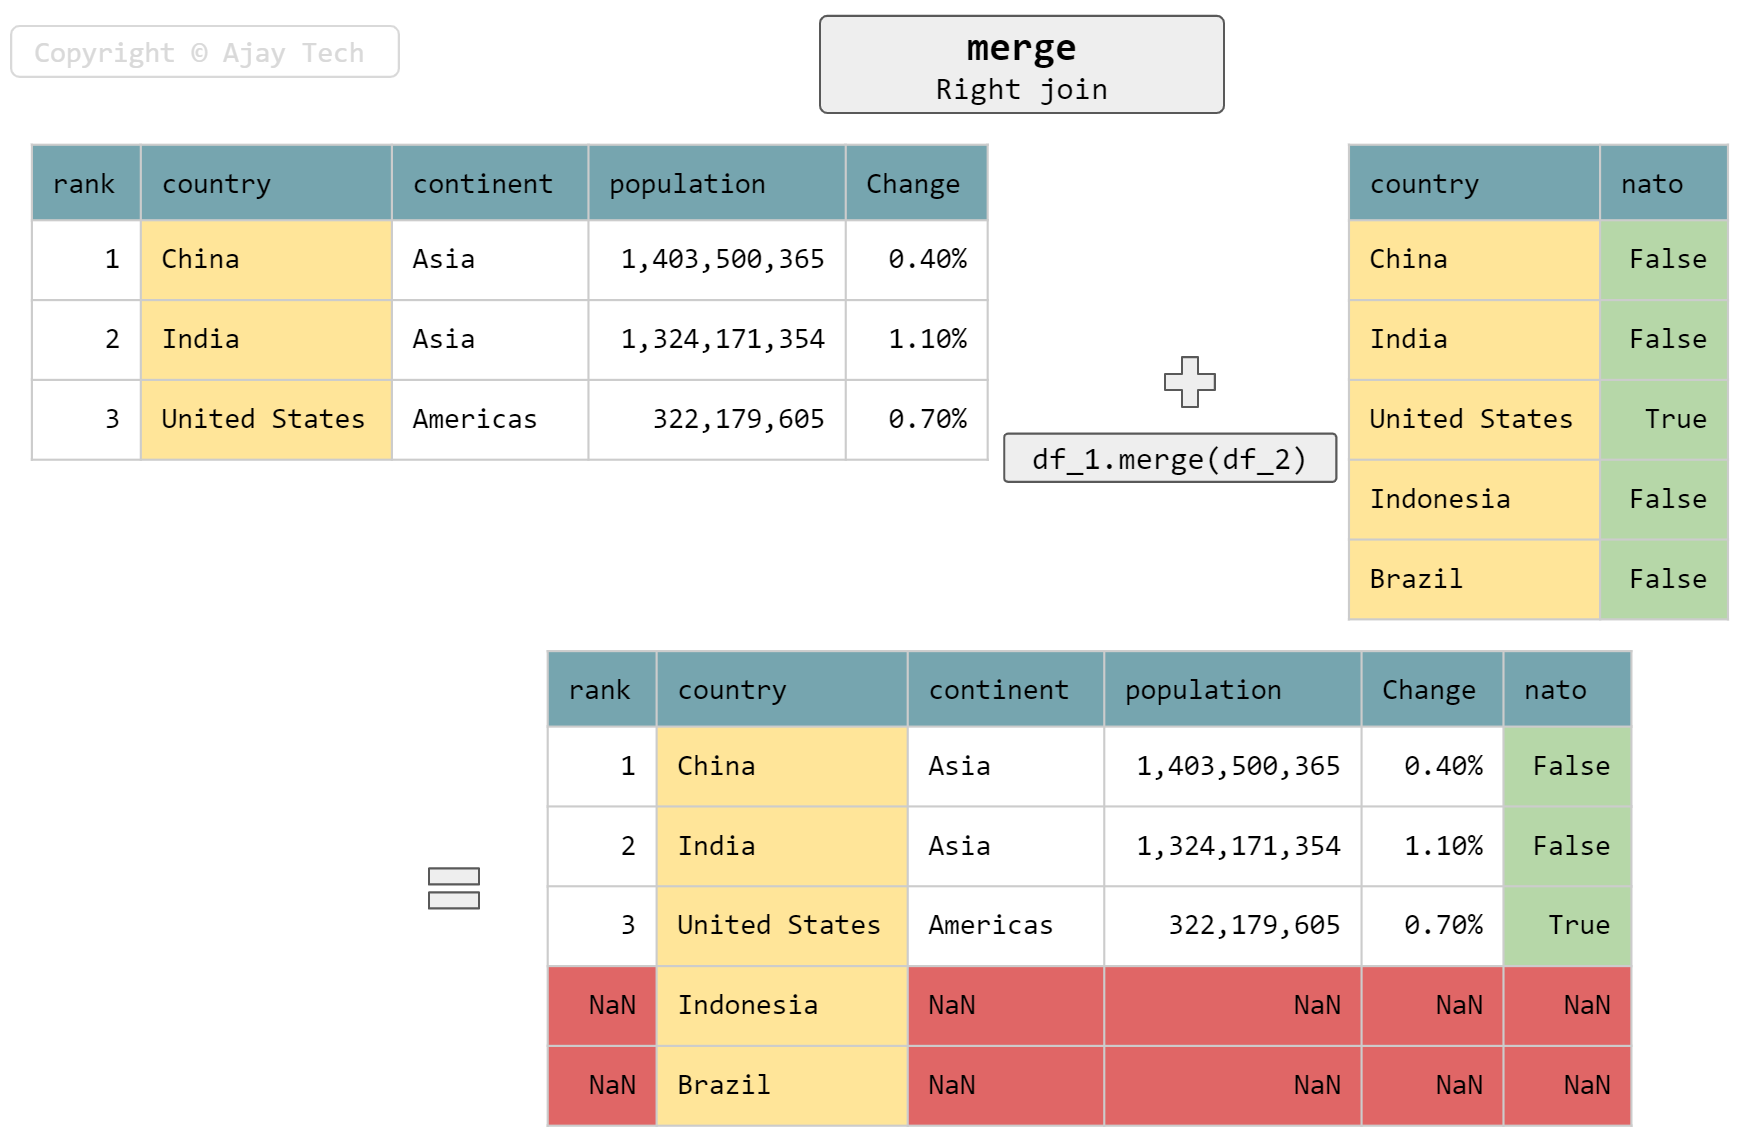 Copyright © Ajay Tech
merge
Right join
rank country continent population Change
1 China Asia 1,403,500,365 0.40%
2 India Asia 1,324,171,354 1.10%
3 United States Americas 322,179,605 0.70%
df_1.merge(df_2)
country nato
China False
India False
United States True
Indonesia False
Brazil False
rank country continent population Change nato
1 China Asia 1,403,500,365 0.40% False
2 India Asia 1,324,171,354 1.10% False
3 United States Americas 322,179,605 0.70% True
NaN Indonesia NaN NaN NaN NaN
NaN Brazil NaN NaN NaN NaN